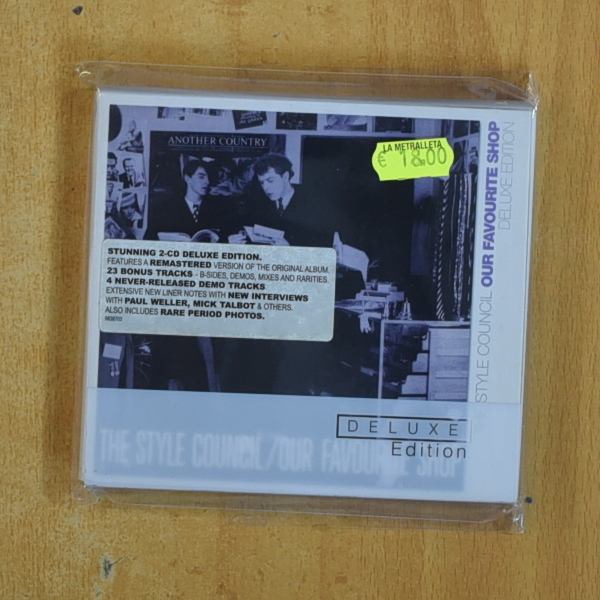 ANOTHER COUNTRY
LA METRALLETA
€ 18.00
STUNNING 2-CD DELUXE EDITION.
FEATURES A REMASTERED VERSION OF THE ORIGINAL ALBUM.
23 BONUS TRACKS - B-SIDES, DEMOS, MIXES AND RARITIES
4 NEVER-RELEASED DEMO TRACKS
EXTENSIVE NEW LINER NOTES WITH NEW INTERVIEWS
WITH PAUL WELLER, MICK TALBOT & OTHERS.
ALSO INCLUDES RARE PERIOD PHOTOS.
STYLE COUNCIL OUR FAVOURITE SHOP
DELUXE EDITION
DELUXE
Edition
THE STYLE COUNCIL/OUR FAVOURITE SHOP